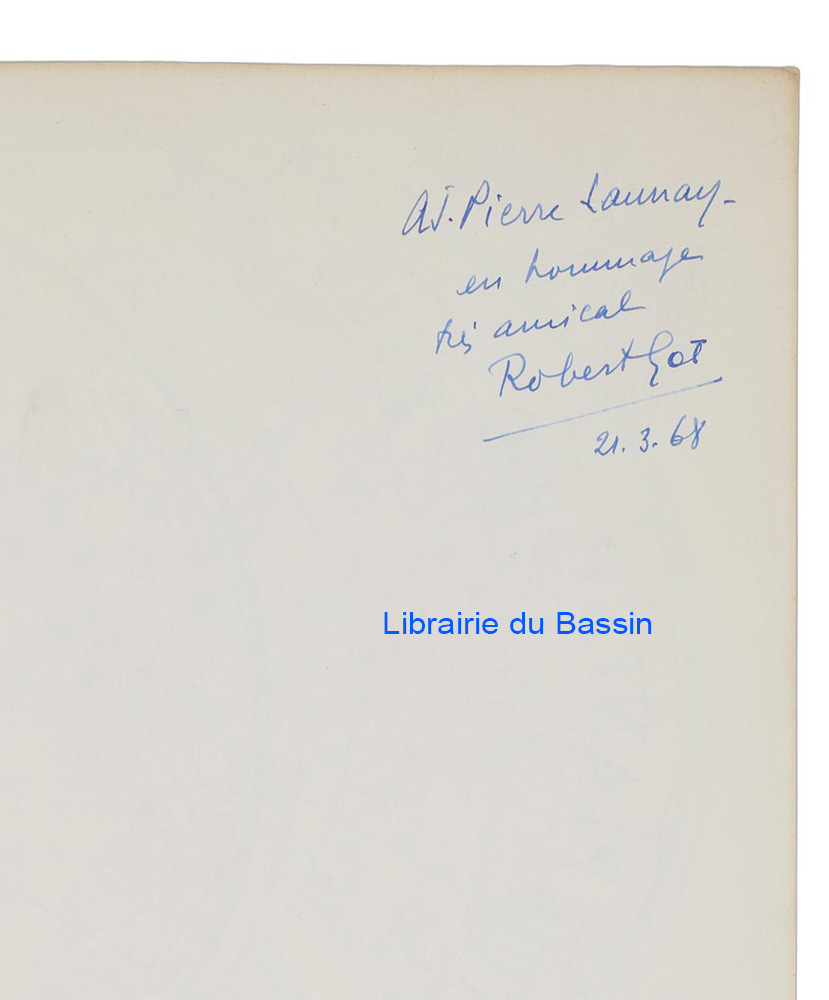 A J. Pierre Launay -
en hommage
très amical
Robert Got
21. 3. 68
Librairie du Bassin